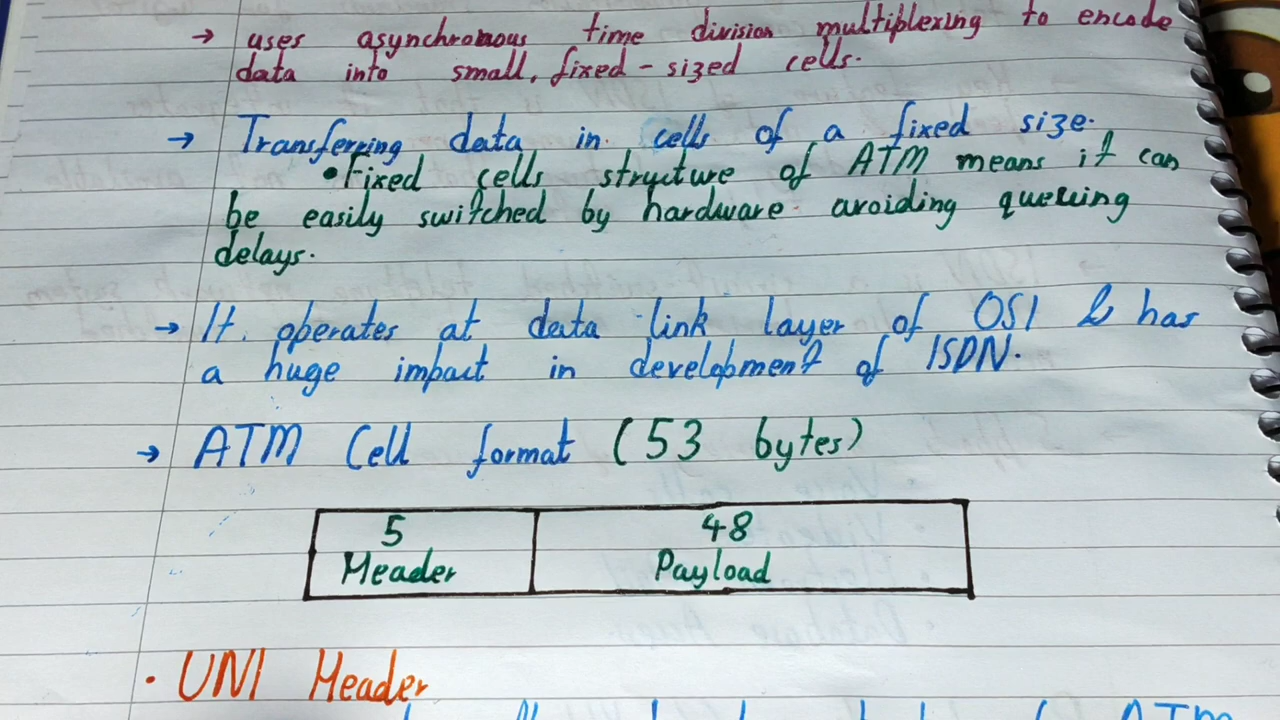 → uses asynchronous time division multiplexing to encode
data into small, fixed-sized cells.
→ Transferring data in cells of a fixed size.
• Fixed cells structure of ATM means it can
be easily switched by hardware avoiding queuing
delays.
→ It operates at data link layer of OSI & has
a huge impact in development of ISDN.
→ ATM Cell format (53 bytes)
5 48
Header Payload
• UNI Header
ATM